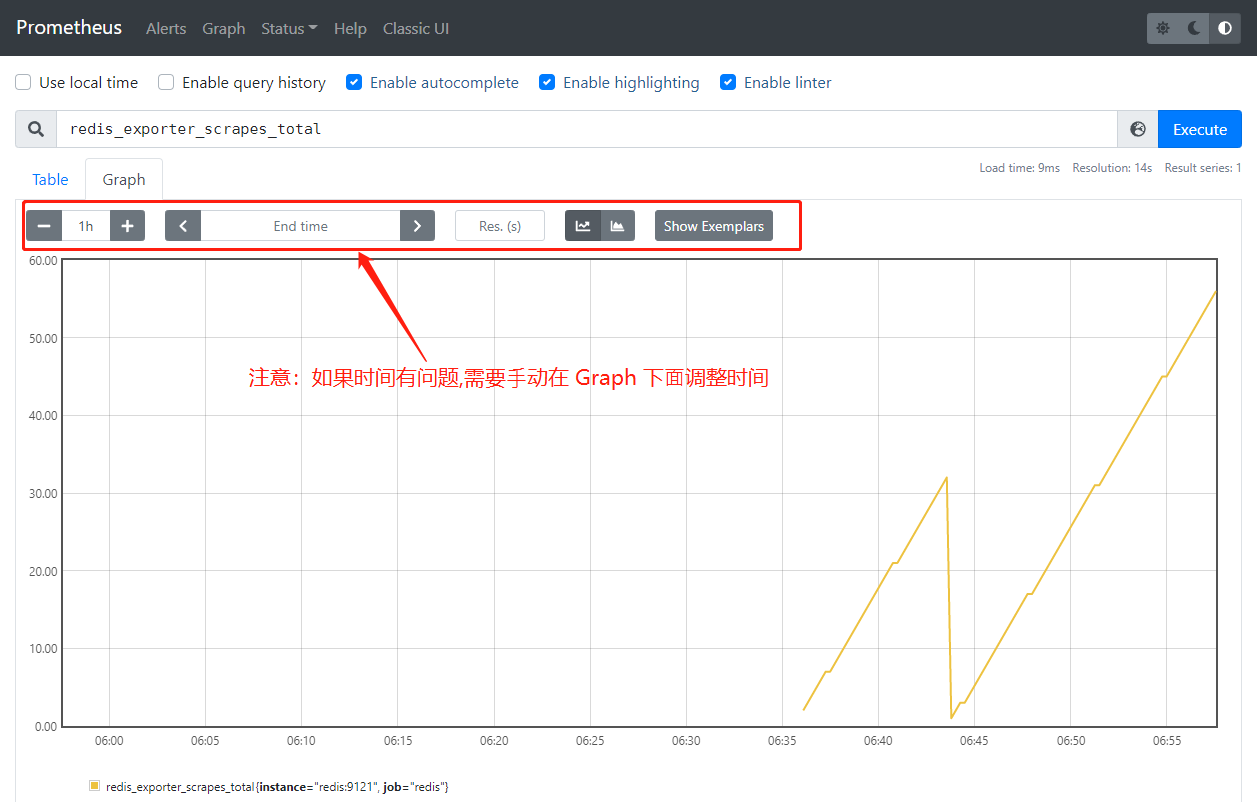 Prometheus Alerts Graph Status Help Classic UI
Use local time Enable query history Enable autocomplete Enable highlighting Enable linter
redis_exporter_scrapes_total Execute
Load time: 9ms Resolution: 14s Result series: 1
Table Graph
1h End time Res. (s) Show Exemplars
60.00
50.00
注意：如果时间有问题,需要手动在 Graph 下面调整时间
40.00
30.00
20.00
10.00
0.00
06:00 06:05 06:10 06:15 06:20 06:25 06:30 06:35 06:40 06:45 06:50 06:55
redis_exporter_scrapes_total{instance="redis:9121", job="redis"}